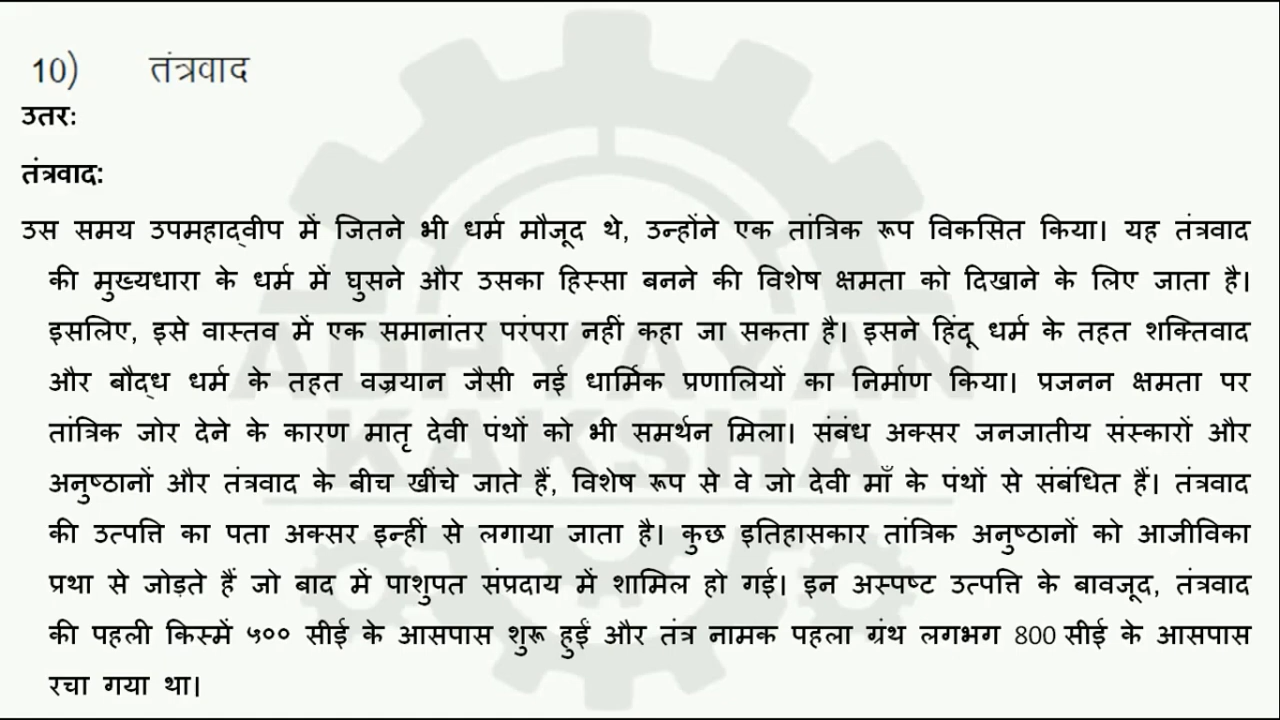 10) तंत्रवाद
उतर:
तंत्रवाद:
उस समय उपमहाद्वीप में जितने भी धर्म मौजूद थे, उन्होंने एक तांत्रिक रूप विकसित किया। यह तंत्रवाद
की मुख्यधारा के धर्म में घुसने और उसका हिस्सा बनने की विशेष क्षमता को दिखाने के लिए जाता है।
इसलिए, इसे वास्तव में एक समानांतर परंपरा नहीं कहा जा सकता है। इसने हिंदू धर्म के तहत शक्तिवाद
और बौद्ध धर्म के तहत वज्रयान जैसी नई धार्मिक प्रणालियों का निर्माण किया। प्रजनन क्षमता पर
तांत्रिक जोर देने के कारण मातृ देवी पंथों को भी समर्थन मिला। संबंध अक्सर जनजातीय संस्कारों और
अनुष्ठानों और तंत्रवाद के बीच खींचे जाते हैं, विशेष रूप से वे जो देवी माँ के पंथों से संबंधित हैं। तंत्रवाद
की उत्पत्ति का पता अक्सर इन्हीं से लगाया जाता है। कुछ इतिहासकार तांत्रिक अनुष्ठानों को आजीविका
प्रथा से जोड़ते हैं जो बाद में पाशुपत संप्रदाय में शामिल हो गई। इन अस्पष्ट उत्पत्ति के बावजूद, तंत्रवाद
की पहली किस्में ५०० सीई के आसपास शुरू हुईं और तंत्र नामक पहला ग्रंथ लगभग 800 सीई के आसपास
रचा गया था।
ADHYAYAN
KAKSHA